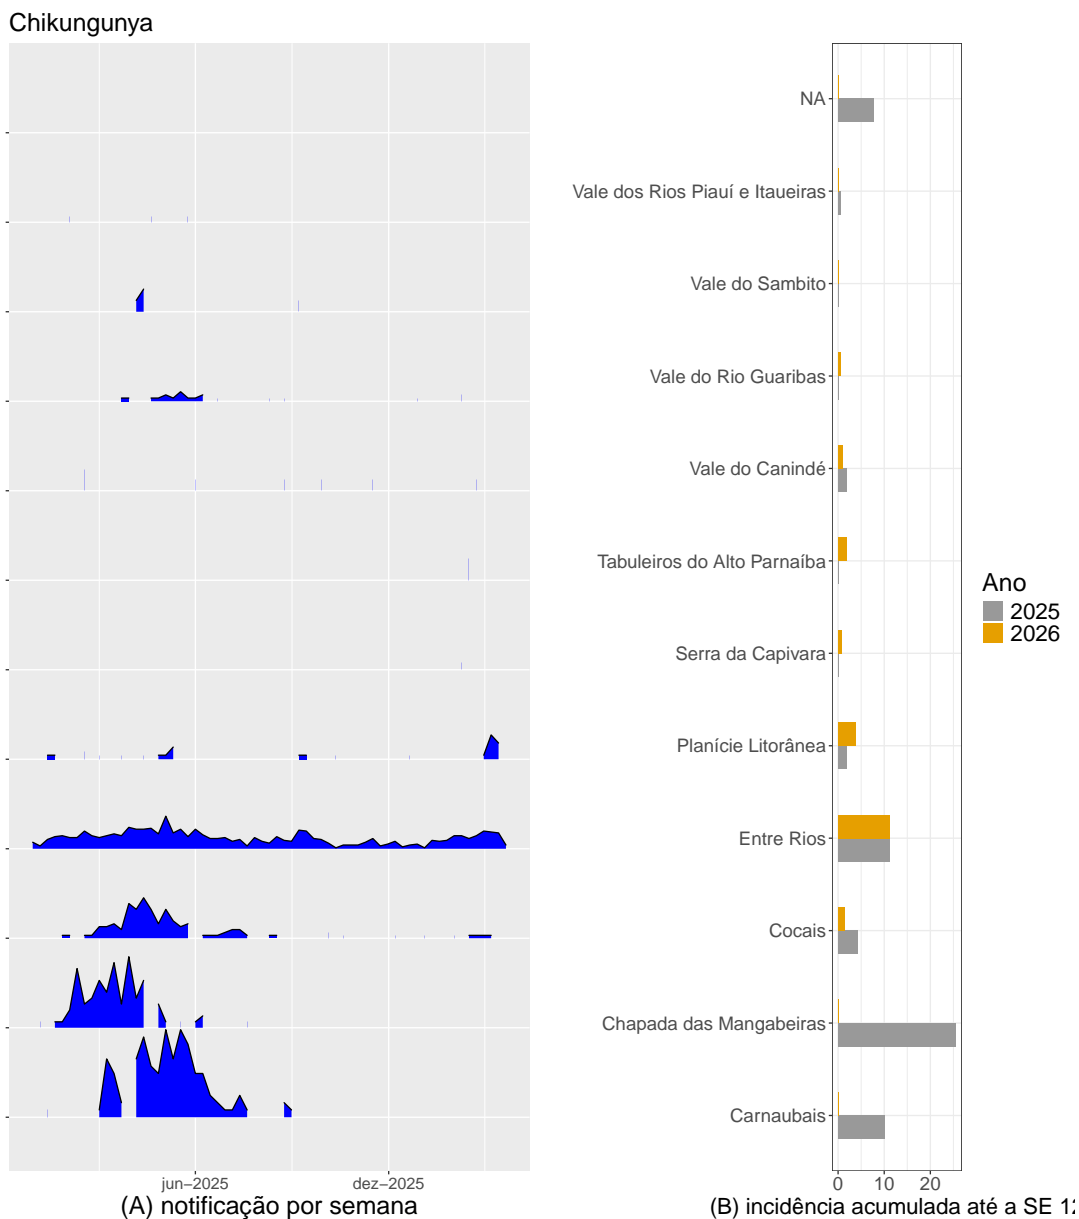 Chikungunya
NA
Vale dos Rios Piauí e Itaueiras
Vale do Sambito
Vale do Rio Guaribas
Vale do Canindé
Tabuleiros do Alto Parnaíba
Serra da Capivara
Planície Litorânea
Entre Rios
Cocais
Chapada das Mangabeiras
Carnaubais
Ano
2025
2026
jun–2025 dez–2025
0 10 20
(A) notificação por semana
(B) incidência acumulada até a SE 12